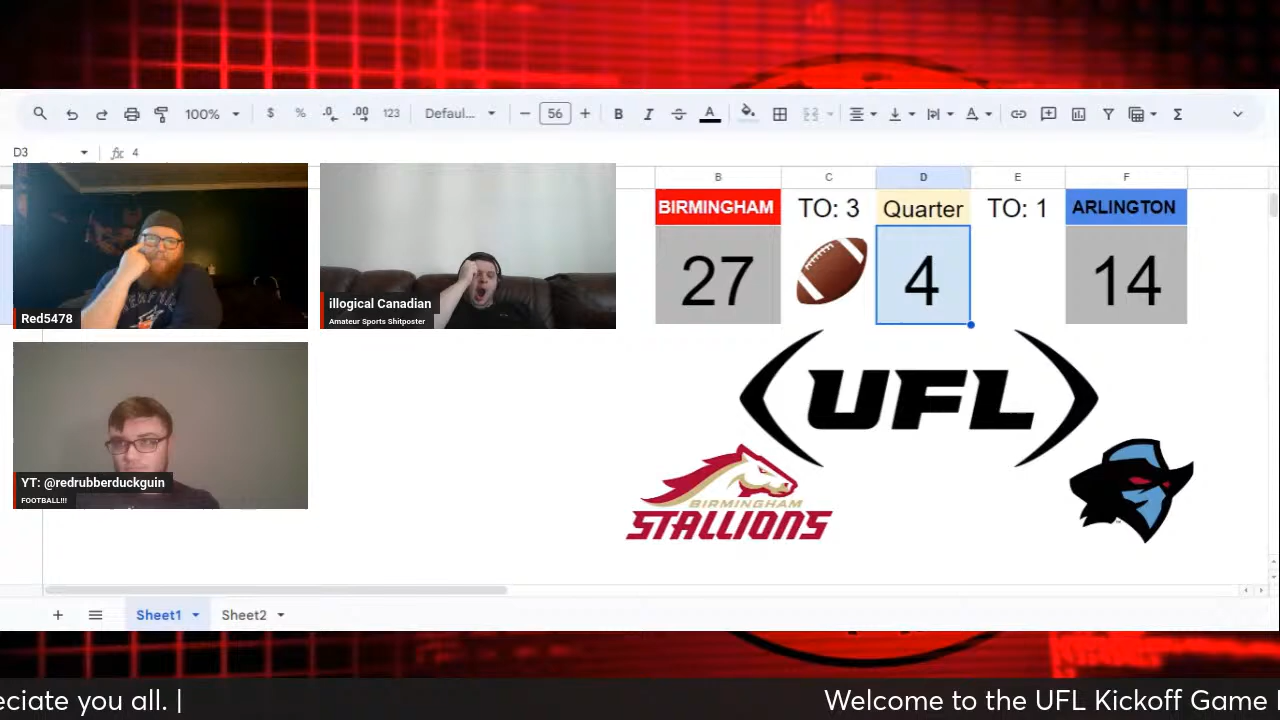 100%
$
%
.0
.00
123
Defaul...
56
B
I
A
Σ
D3
fx 4
B
C
D
E
F
BIRMINGHAM
TO: 3
Quarter
TO: 1
ARLINGTON
27
4
14
Red5478
illogical Canadian
Amateur Sports Shitposter
YT: @redrubberduckguin
FOOTBALL!!!
UFL
BIRMINGHAM
STALLIONS
Sheet1
Sheet2
eciate you all. |
Welcome to the UFL Kickoff Game